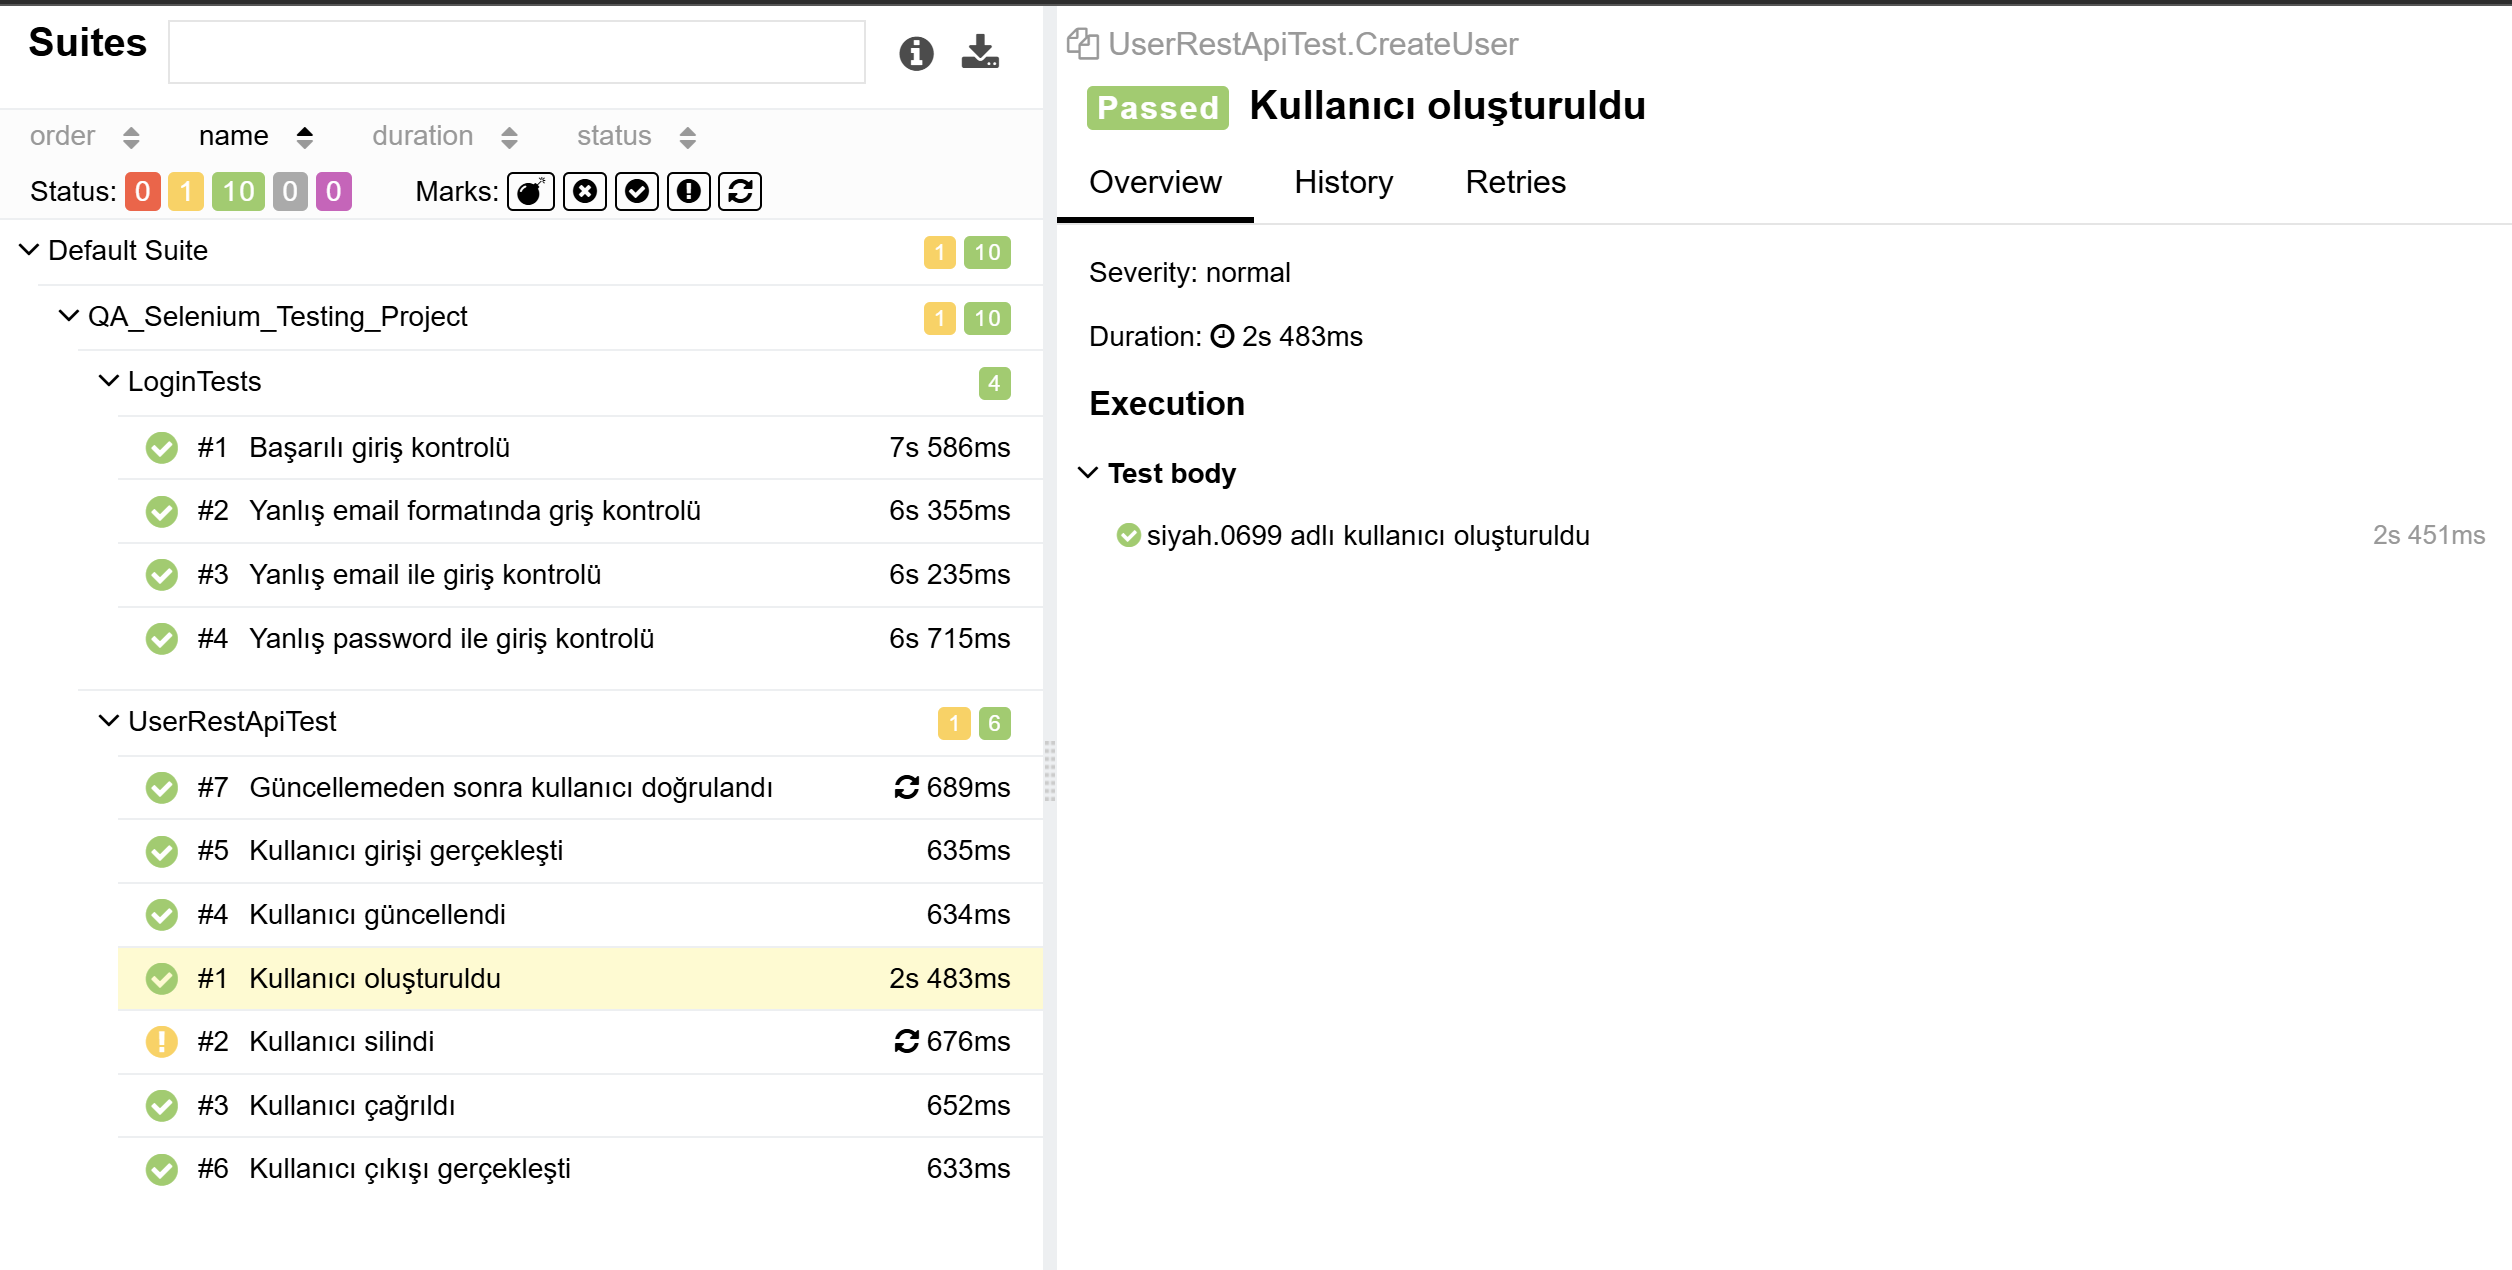 Suites
order name duration status
Status: 0 1 10 0 0 Marks:
Default Suite 1 10
QA_Selenium_Testing_Project 1 10
LoginTests 4
#1 Başarılı giriş kontrolü 7s 586ms
#2 Yanlış email formatında griş kontrolü 6s 355ms
#3 Yanlış email ile giriş kontrolü 6s 235ms
#4 Yanlış password ile giriş kontrolü 6s 715ms
UserRestApiTest 1 6
#7 Güncellemeden sonra kullanıcı doğrulandı 689ms
#5 Kullanıcı girişi gerçekleşti 635ms
#4 Kullanıcı güncellendi 634ms
#1 Kullanıcı oluşturuldu 2s 483ms
#2 Kullanıcı silindi 676ms
#3 Kullanıcı çağrıldı 652ms
#6 Kullanıcı çıkışı gerçekleşti 633ms
UserRestApiTest.CreateUser
Passed Kullanıcı oluşturuldu
Overview History Retries
Severity: normal
Duration: 2s 483ms
Execution
Test body
siyah.0699 adlı kullanıcı oluşturuldu 2s 451ms